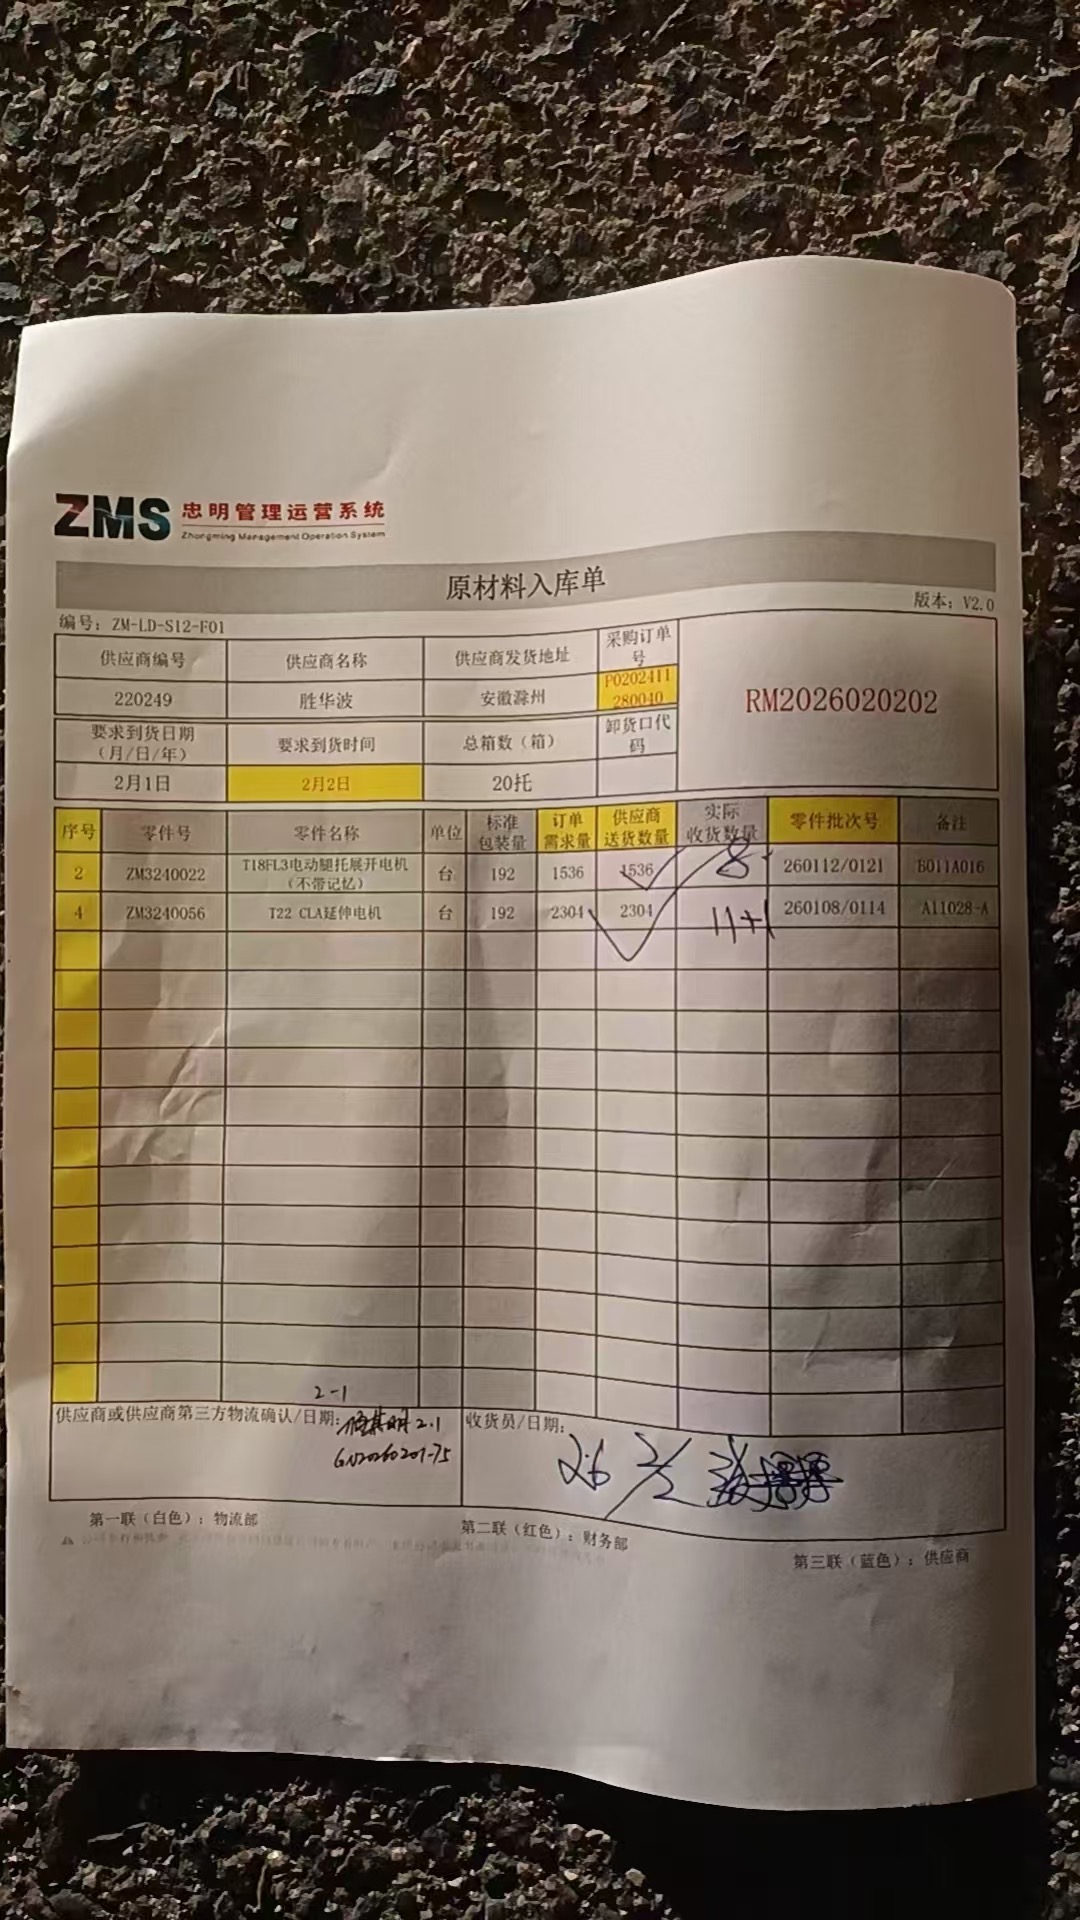 ZMS 忠明管理运营系统
Zhongming Management Operation System
原材料入库单
编号：ZM-LD-S12-F01
版本：V2.0
供应商编号 供应商名称 供应商发货地址 采购订单号
220249 胜华波 安徽滁州 PO202411280040
RM2026020202
要求到货日期（月/日/年） 要求到货时间 总箱数（箱） 卸货口代码
2月1日 2月2日 20托
序号 零件号 零件名称 单位 标准包装量 订单需求量 供应商送货数量 实际收货数量 零件批次号 备注
2 ZM3240022 T18FL3电动腿托展开电机（不带记忆） 台 192 1536 1536 8 260112/0121 B011A016
4 ZM3240056 T22 CLA延伸电机 台 192 2304 2304 11+1 260108/0114 A11028-A
2-1
供应商或供应商第三方物流确认/日期： 2.1
GN20260201-75
收货员/日期：
26 2/2
第一联（白色）：物流部
第二联（红色）：财务部
第三联（蓝色）：供应商